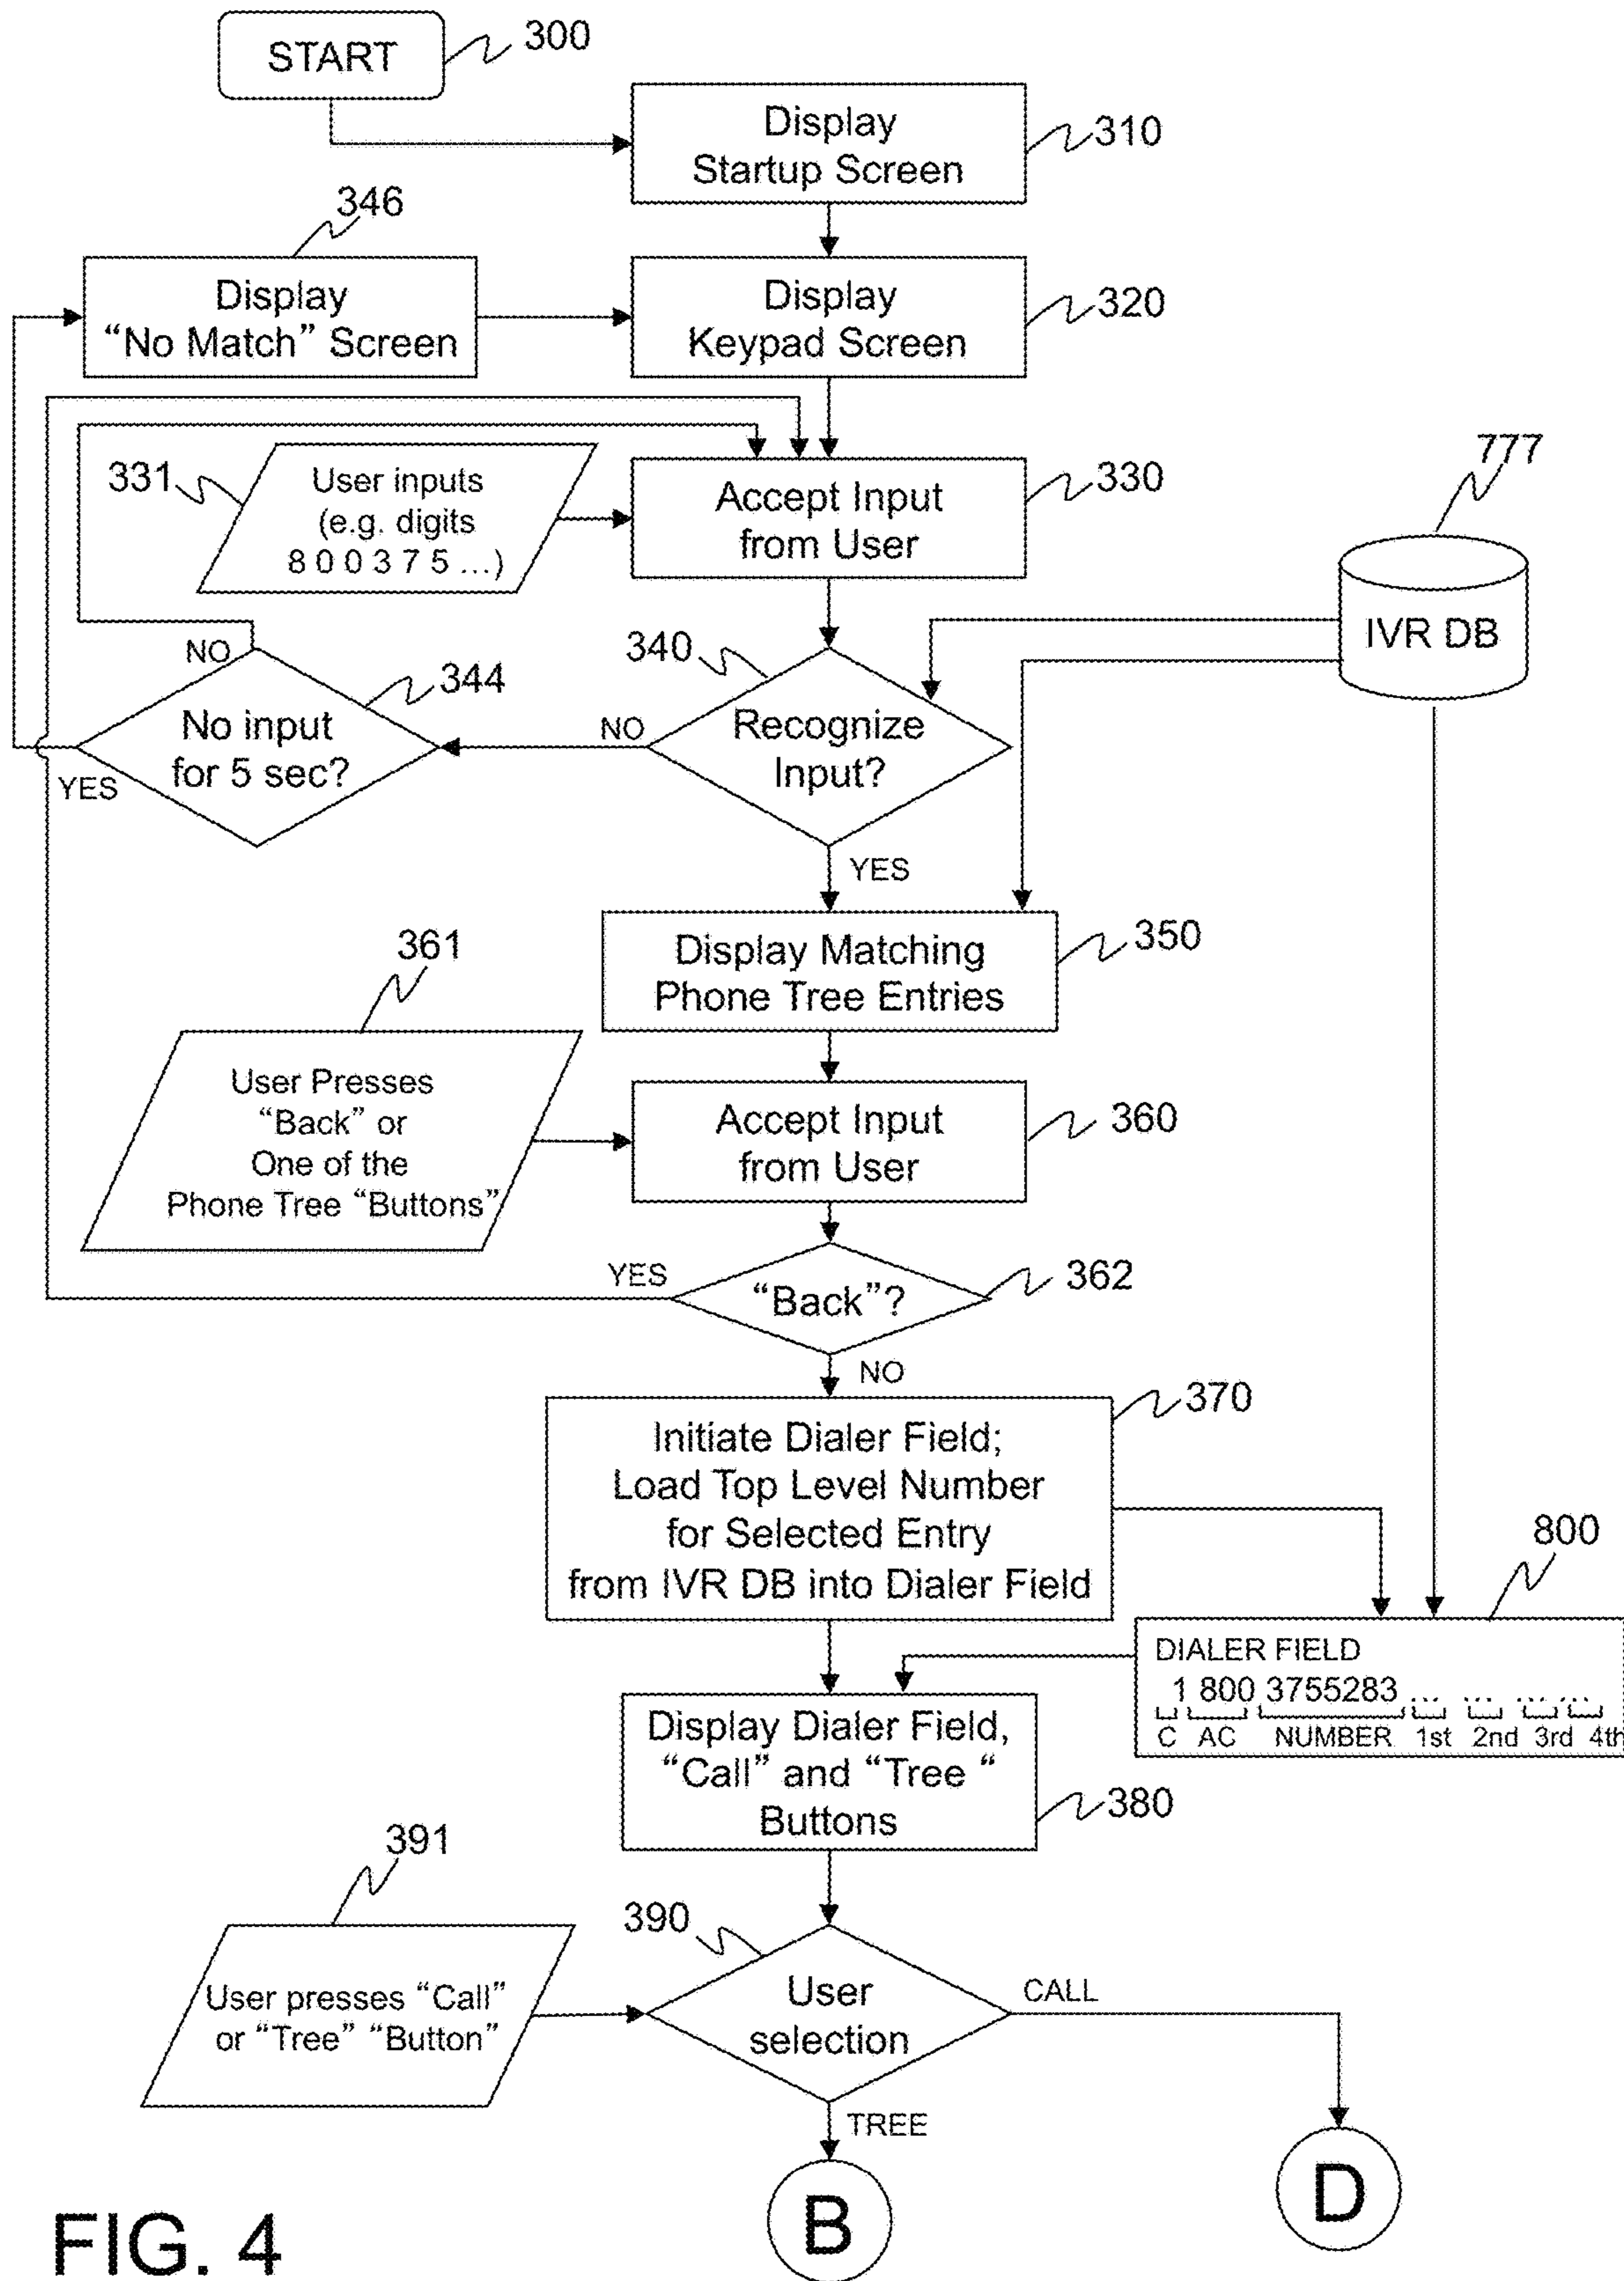 START
300
Display
Startup Screen
310
346
Display
“No Match” Screen
Display
Keypad Screen
320
331
User inputs
(e.g. digits
8 0 0 3 7 5 ...)
Accept Input
from User
330
777
IVR DB
NO
344
No input
for 5 sec?
YES
340
NO
Recognize
Input?
YES
Display Matching
Phone Tree Entries
350
361
User Presses
“Back” or
One of the
Phone Tree “Buttons”
Accept Input
from User
360
YES
“Back”?
362
NO
370
Initiate Dialer Field;
Load Top Level Number
for Selected Entry
from IVR DB into Dialer Field
800
DIALER FIELD
1 800 3755283 ... ... ... ...
C AC NUMBER 1st 2nd 3rd 4th
Display Dialer Field,
“Call” and “Tree “
Buttons
380
391
User presses “Call”
or “Tree” “Button”
390
User
selection
CALL
TREE
B
D
FIG. 4